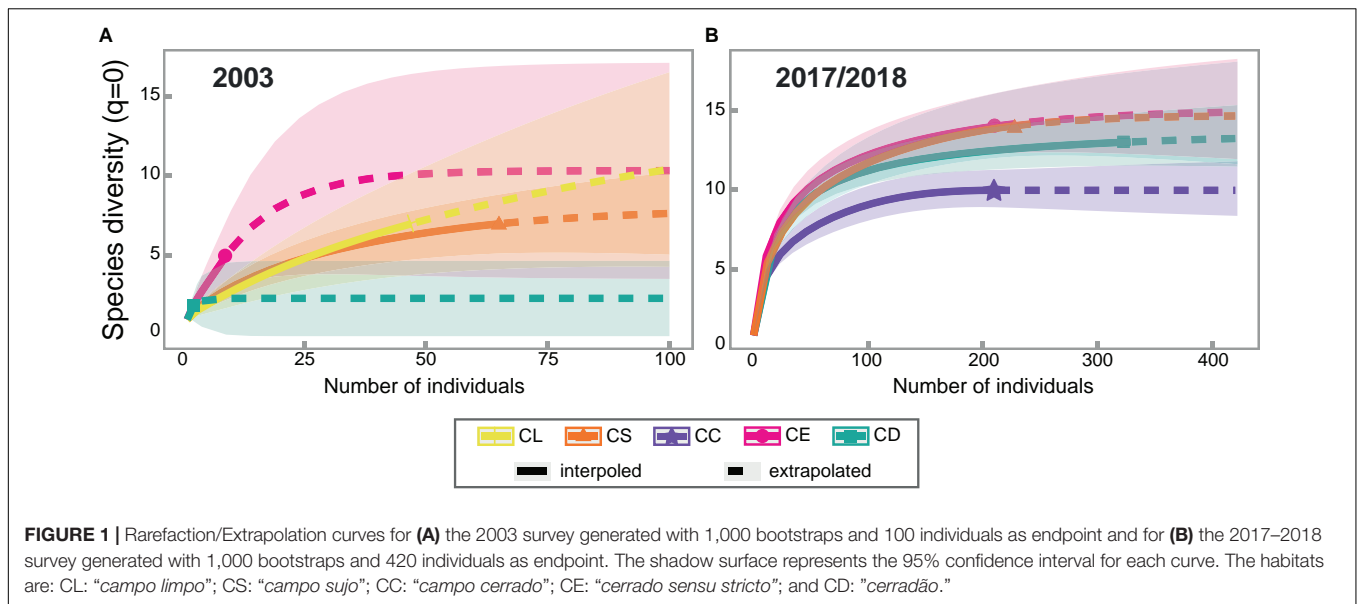 A
B
2003
2017/2018
Species diversity (q=0)
15
10
5
0
0
25
50
75
100
Number of individuals
15
10
5
0
0
100
200
300
400
Number of individuals
CL
CS
CC
CE
CD
interpoled
extrapolated
FIGURE 1 | Rarefaction/Extrapolation curves for (A) the 2003 survey generated with 1,000 bootstraps and 100 individuals as endpoint and for (B) the 2017–2018
survey generated with 1,000 bootstraps and 420 individuals as endpoint. The shadow surface represents the 95% confidence interval for each curve. The habitats
are: CL: “campo limpo”; CS: “campo sujo”; CC: “campo cerrado”; CE: “cerrado sensu stricto”; and CD: ”cerradão.”